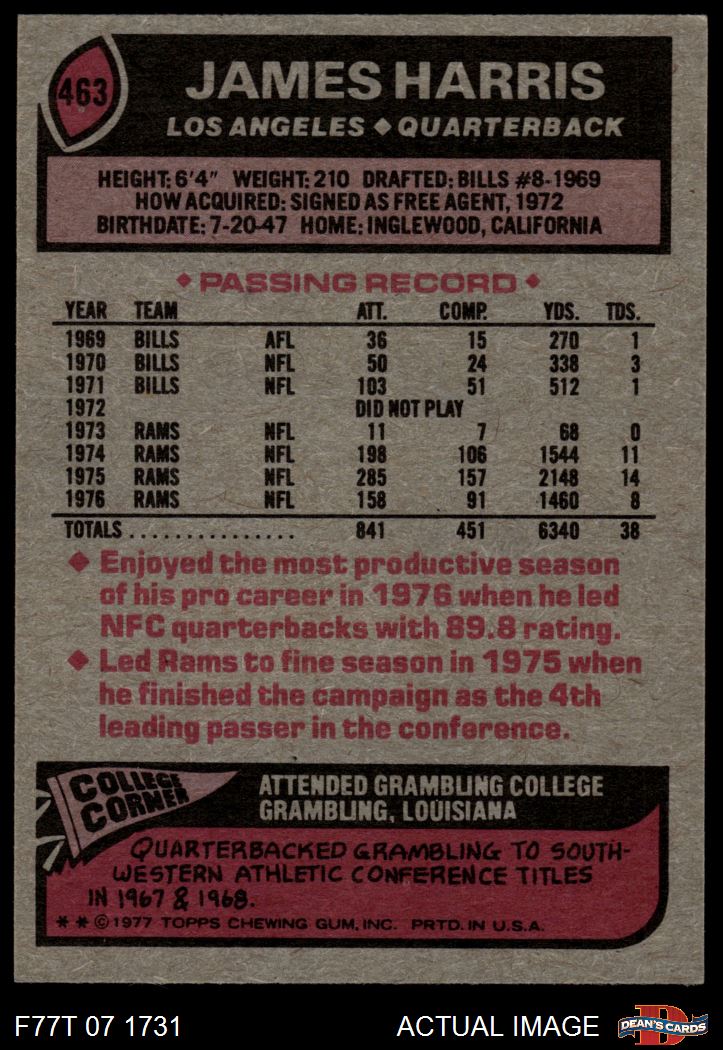 463
JAMES HARRIS
LOS ANGELES ◆ QUARTERBACK
HEIGHT: 6'4" WEIGHT: 210 DRAFTED: BILLS #8-1969
HOW ACQUIRED: SIGNED AS FREE AGENT, 1972
BIRTHDATE: 7-20-47 HOME: INGLEWOOD, CALIFORNIA
◆ PASSING RECORD ◆
YEAR TEAM ATT. COMP. YDS. TDS.
1969 BILLS AFL 36 15 270 1
1970 BILLS NFL 50 24 338 3
1971 BILLS NFL 103 51 512 1
1972 DID NOT PLAY
1973 RAMS NFL 11 7 68 0
1974 RAMS NFL 198 106 1544 11
1975 RAMS NFL 285 157 2148 14
1976 RAMS NFL 158 91 1460 8
TOTALS ................ 841 451 6340 38
◆ Enjoyed the most productive season
of his pro career in 1976 when he led
NFC quarterbacks with 89.8 rating.
◆ Led Rams to fine season in 1975 when
he finished the campaign as the 4th
leading passer in the conference.
COLLEGE
CORNER
ATTENDED GRAMBLING COLLEGE
GRAMBLING, LOUISIANA
QUARTERBACKED GRAMBLING TO SOUTH-
WESTERN ATHLETIC CONFERENCE TITLES
IN 1967 & 1968.
* * © 1977 TOPPS CHEWING GUM, INC. PRTD. IN U.S.A.
F77T 07 1731 ACTUAL IMAGE
D
DEAN'S CARDS